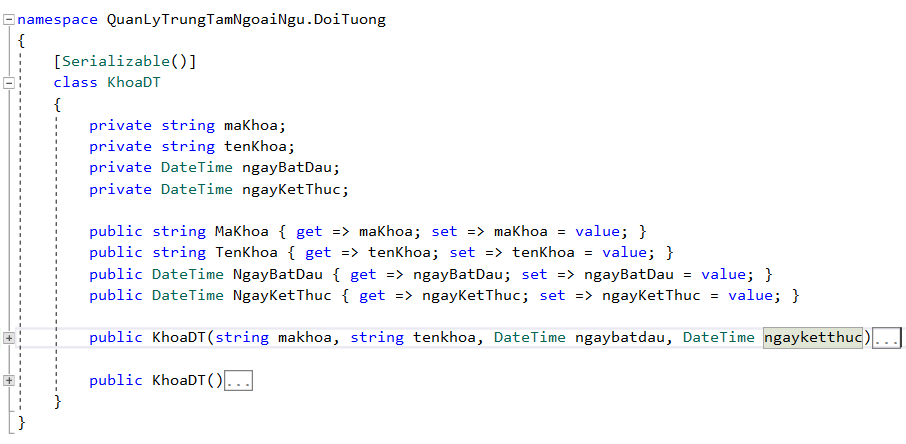 namespace QuanLyTrungTamNgoaiNgu.DoiTuong
{
    [Serializable()]
    class KhoaDT
    {
        private string maKhoa;
        private string tenKhoa;
        private DateTime ngayBatDau;
        private DateTime ngayKetThuc;

        public string MaKhoa { get => maKhoa; set => maKhoa = value; }
        public string TenKhoa { get => tenKhoa; set => tenKhoa = value; }
        public DateTime NgayBatDau { get => ngayBatDau; set => ngayBatDau = value; }
        public DateTime NgayKetThuc { get => ngayKetThuc; set => ngayKetThuc = value; }

        public KhoaDT(string makhoa, string tenkhoa, DateTime ngaybatdau, DateTime ngayketthuc)...

        public KhoaDT()...
    }
}